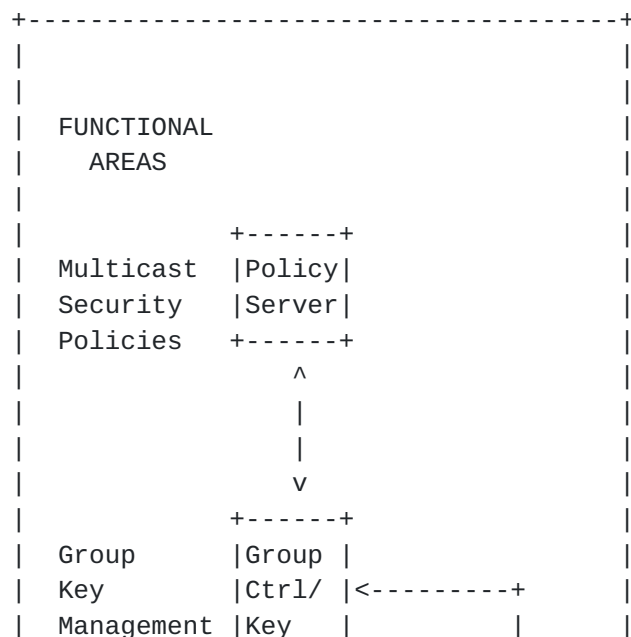 +--------------------------------------+
|                                      |
|                                      |
|  FUNCTIONAL                          |
|    AREAS                             |
|                                      |
|             +------+                 |
|  Multicast  |Policy|                 |
|  Security   |Server|                 |
|  Policies   +------+                 |
|                 ^                    |
|                 |                    |
|                 |                    |
|                 v                    |
|             +------+                 |
|  Group      |Group |                 |
|  Key        |Ctrl/ |<---------+      |
|  Management |Key   |          |      |